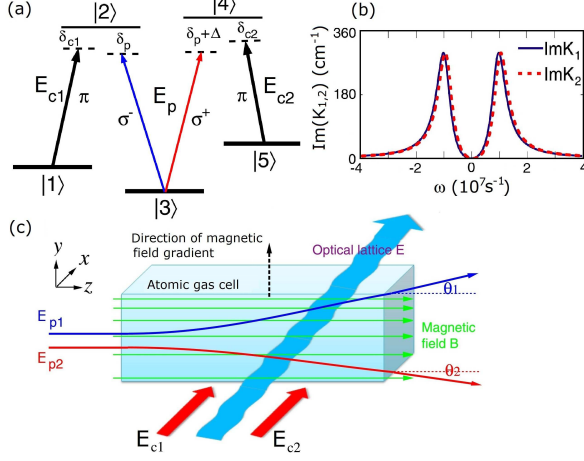 (a)
|2⟩
|4⟩
δc1
δp
δp+Δ
δc2
Ec1
π
σ-
Ep
σ+
π
Ec2
|1⟩
|3⟩
|5⟩
(b)
Im(K1,2) (cm-1)
360
180
0
ImK1
ImK2
-4 -2 0 2 4
ω (10⁷s-1)
(c)
y
x
z
Direction of magnetic
field gradient
Optical lattice E
Atomic gas cell
θ1
Ep1
Magnetic
field B
Ep2
θ2
Ec1
Ec2